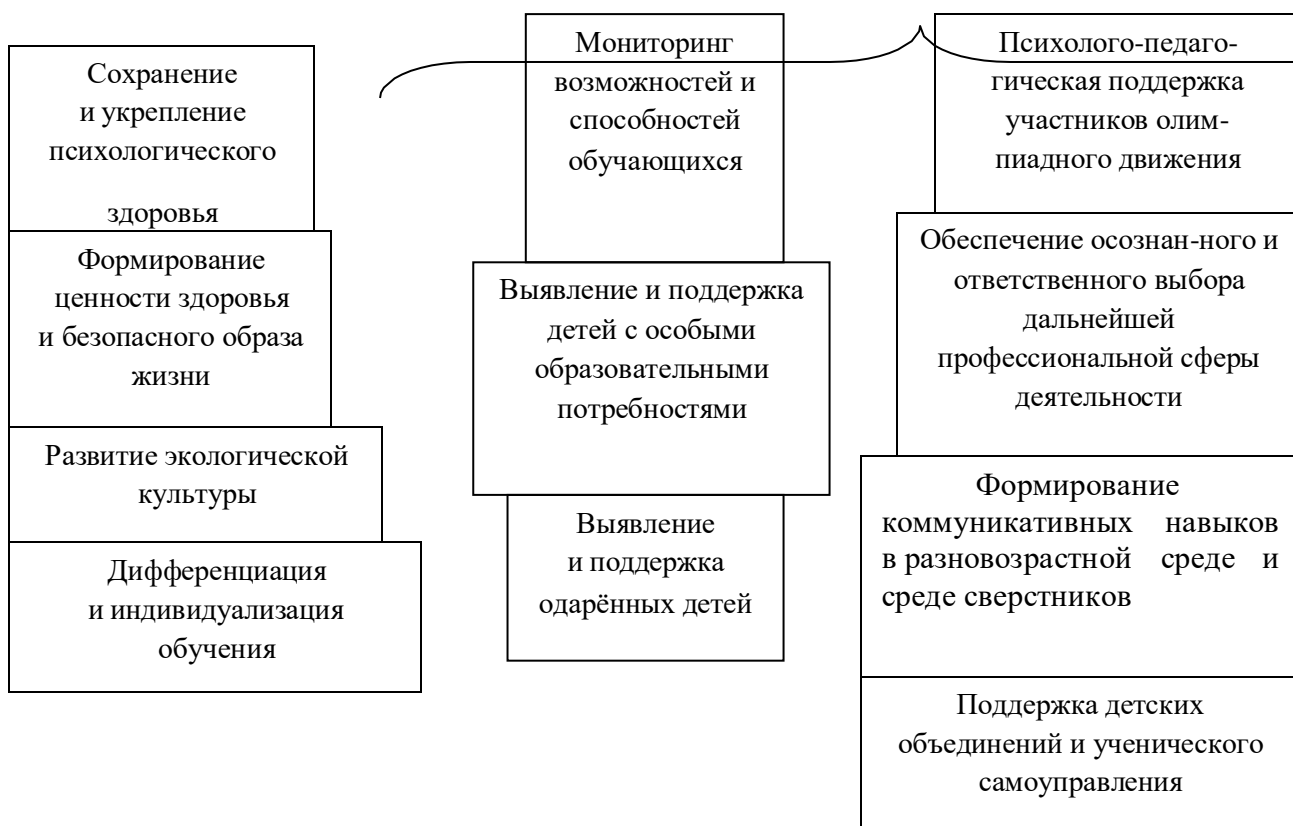 Сохранение
и укрепление
психологического
здоровья
Формирование
ценности здоровья
и безопасного образа
жизни
Развитие экологической
культуры
Дифференциация
и индивидуализация
обучения
Мониторинг
возможностей и
способностей
обучающихся
Выявление и поддержка
детей с особыми
образовательными
потребностями
Выявление
и поддержка
одарённых детей
Психолого-педаго-
гическая поддержка
участников олим-
пиадного движения
Обеспечение осознан-ного и
ответственного выбора
дальнейшей
профессиональной сферы
деятельности
Формирование
коммуникативных навыков
в разновозрастной среде и
среде сверстников
Поддержка детских
объединений и ученического
самоуправления